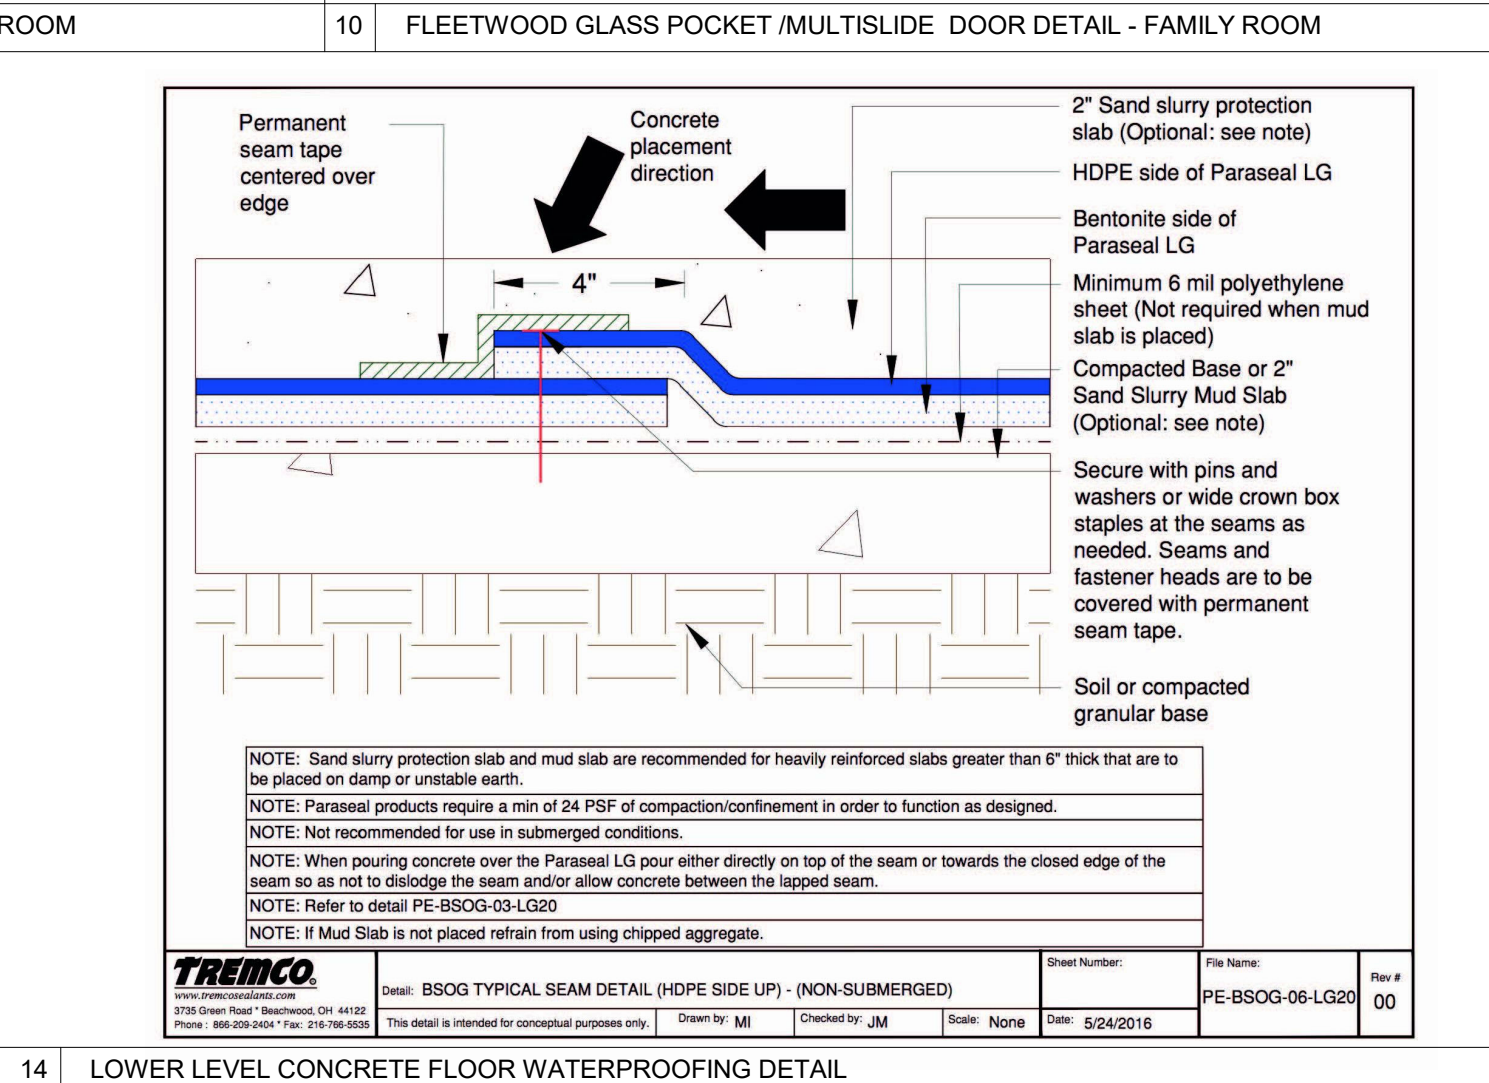 ROOM
10 FLEETWOOD GLASS POCKET /MULTISLIDE DOOR DETAIL - FAMILY ROOM
Permanent
seam tape
centered over
edge
Concrete
placement
direction
4"
2" Sand slurry protection
slab (Optional: see note)
HDPE side of Paraseal LG
Bentonite side of
Paraseal LG
Minimum 6 mil polyethylene
sheet (Not required when mud
slab is placed)
Compacted Base or 2"
Sand Slurry Mud Slab
(Optional: see note)
Secure with pins and
washers or wide crown box
staples at the seams as
needed. Seams and
fastener heads are to be
covered with permanent
seam tape.
Soil or compacted
granular base
NOTE: Sand slurry protection slab and mud slab are recommended for heavily reinforced slabs greater than 6" thick that are to
be placed on damp or unstable earth.
NOTE: Paraseal products require a min of 24 PSF of compaction/confinement in order to function as designed.
NOTE: Not recommended for use in submerged conditions.
NOTE: When pouring concrete over the Paraseal LG pour either directly on top of the seam or towards the closed edge of the
seam so as not to dislodge the seam and/or allow concrete between the lapped seam.
NOTE: Refer to detail PE-BSOG-03-LG20
NOTE: If Mud Slab is not placed refrain from using chipped aggregate.
TREMCO.
www.tremcosealants.com
3735 Green Road * Beachwood, OH 44122
Phone : 866-209-2404 * Fax: 216-766-5535
Detail: BSOG TYPICAL SEAM DETAIL (HDPE SIDE UP) - (NON-SUBMERGED)
This detail is intended for conceptual purposes only.
Drawn by: MI
Checked by: JM
Scale: None
Sheet Number:
Date: 5/24/2016
File Name:
PE-BSOG-06-LG20
Rev #
00
14 LOWER LEVEL CONCRETE FLOOR WATERPROOFING DETAIL